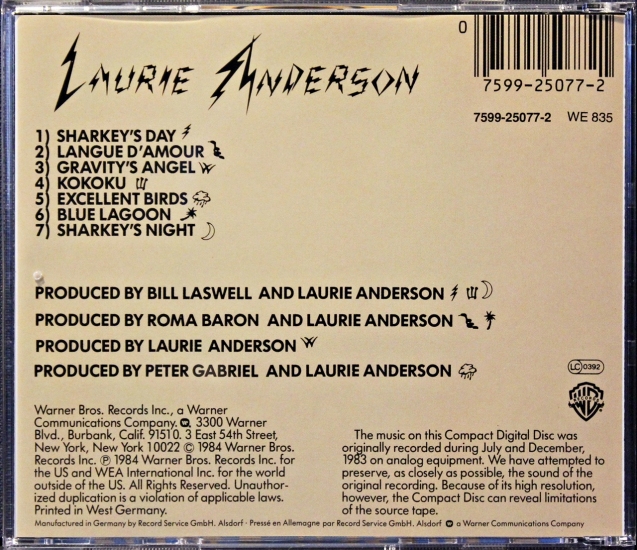 LAURIE ANDERSON
0
7599-25077-2
7599-25077-2 WE 835
1) SHARKEY'S DAY
2) LANGUE D'AMOUR
3) GRAVITY'S ANGEL
4) KOKOKU
5) EXCELLENT BIRDS
6) BLUE LAGOON
7) SHARKEY'S NIGHT
PRODUCED BY BILL LASWELL AND LAURIE ANDERSON
PRODUCED BY ROMA BARON AND LAURIE ANDERSON
PRODUCED BY LAURIE ANDERSON
PRODUCED BY PETER GABRIEL AND LAURIE ANDERSON
LC 0392
Warner Bros. Records Inc., a Warner
Communications Company. 3300 Warner
Blvd., Burbank, Calif. 91510. 3 East 54th Street,
New York, New York 10022 © 1984 Warner Bros.
Records Inc. ℗ 1984 Warner Bros. Records Inc. for
the US and WEA International Inc. for the world
outside of the US. All Rights Reserved. Unauthor-
ized duplication is a violation of applicable laws.
Printed in West Germany.
The music on this Compact Digital Disc was
originally recorded during July and December,
1983 on analog equipment. We have attempted to
preserve, as closely as possible, the sound of the
original recording. Because of its high resolution,
however, the Compact Disc can reveal limitations
of the source tape.
Manufactured in Germany by Record Service GmbH. Alsdorf · Pressé en Allemagne par Record Service GmbH. Alsdorf a Warner Communications Company